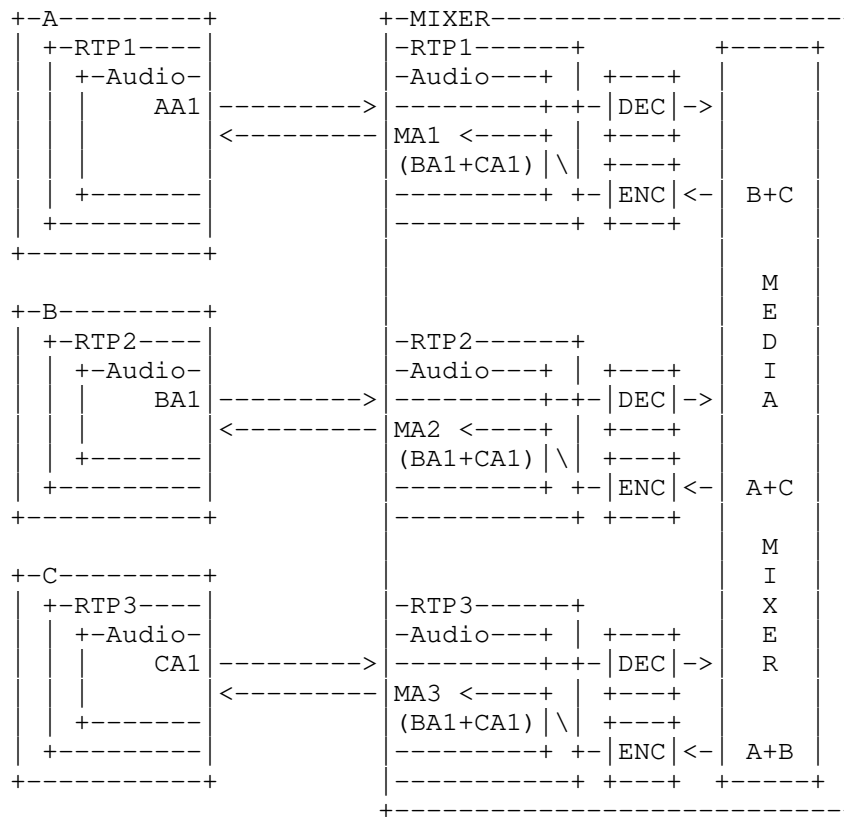 +-A---------+ +-MIXER----------------------
| +-RTP1----| |-RTP1------+ +-----+
| | +-Audio-| |-Audio---+ | +---+ | |
| | | AA1|--------->|---------+-+-|DEC|->| |
| | | |<---------|MA1 <----+ | +---+ | |
| | | | |(BA1+CA1)|\| +---+ | |
| | +-------| |---------+ +-|ENC|<-| B+C |
| +---------| |-----------+ +---+ | |
+-----------+ | | |
| | M |
+-B---------+ | | E |
| +-RTP2----| |-RTP2------+ | D |
| | +-Audio-| |-Audio---+ | +---+ | I |
| | | BA1|--------->|---------+-+-|DEC|->| A |
| | | |<---------|MA2 <----+ | +---+ | |
| | +-------| |(BA1+CA1)|\| +---+ | |
| +---------| |---------+ +-|ENC|<-| A+C |
+-----------+ |-----------+ +---+ | |
| | M |
+-C---------+ | | I |
| +-RTP3----| |-RTP3------+ | X |
| | +-Audio-| |-Audio---+ | +---+ | E |
| | | CA1|--------->|---------+-+-|DEC|->| R |
| | | |<---------|MA3 <----+ | +---+ | |
| | +-------| |(BA1+CA1)|\| +---+ | |
| +---------| |---------+ +-|ENC|<-| A+B |
+-----------+ |-----------+ +---+ +-----+
+----------------------------